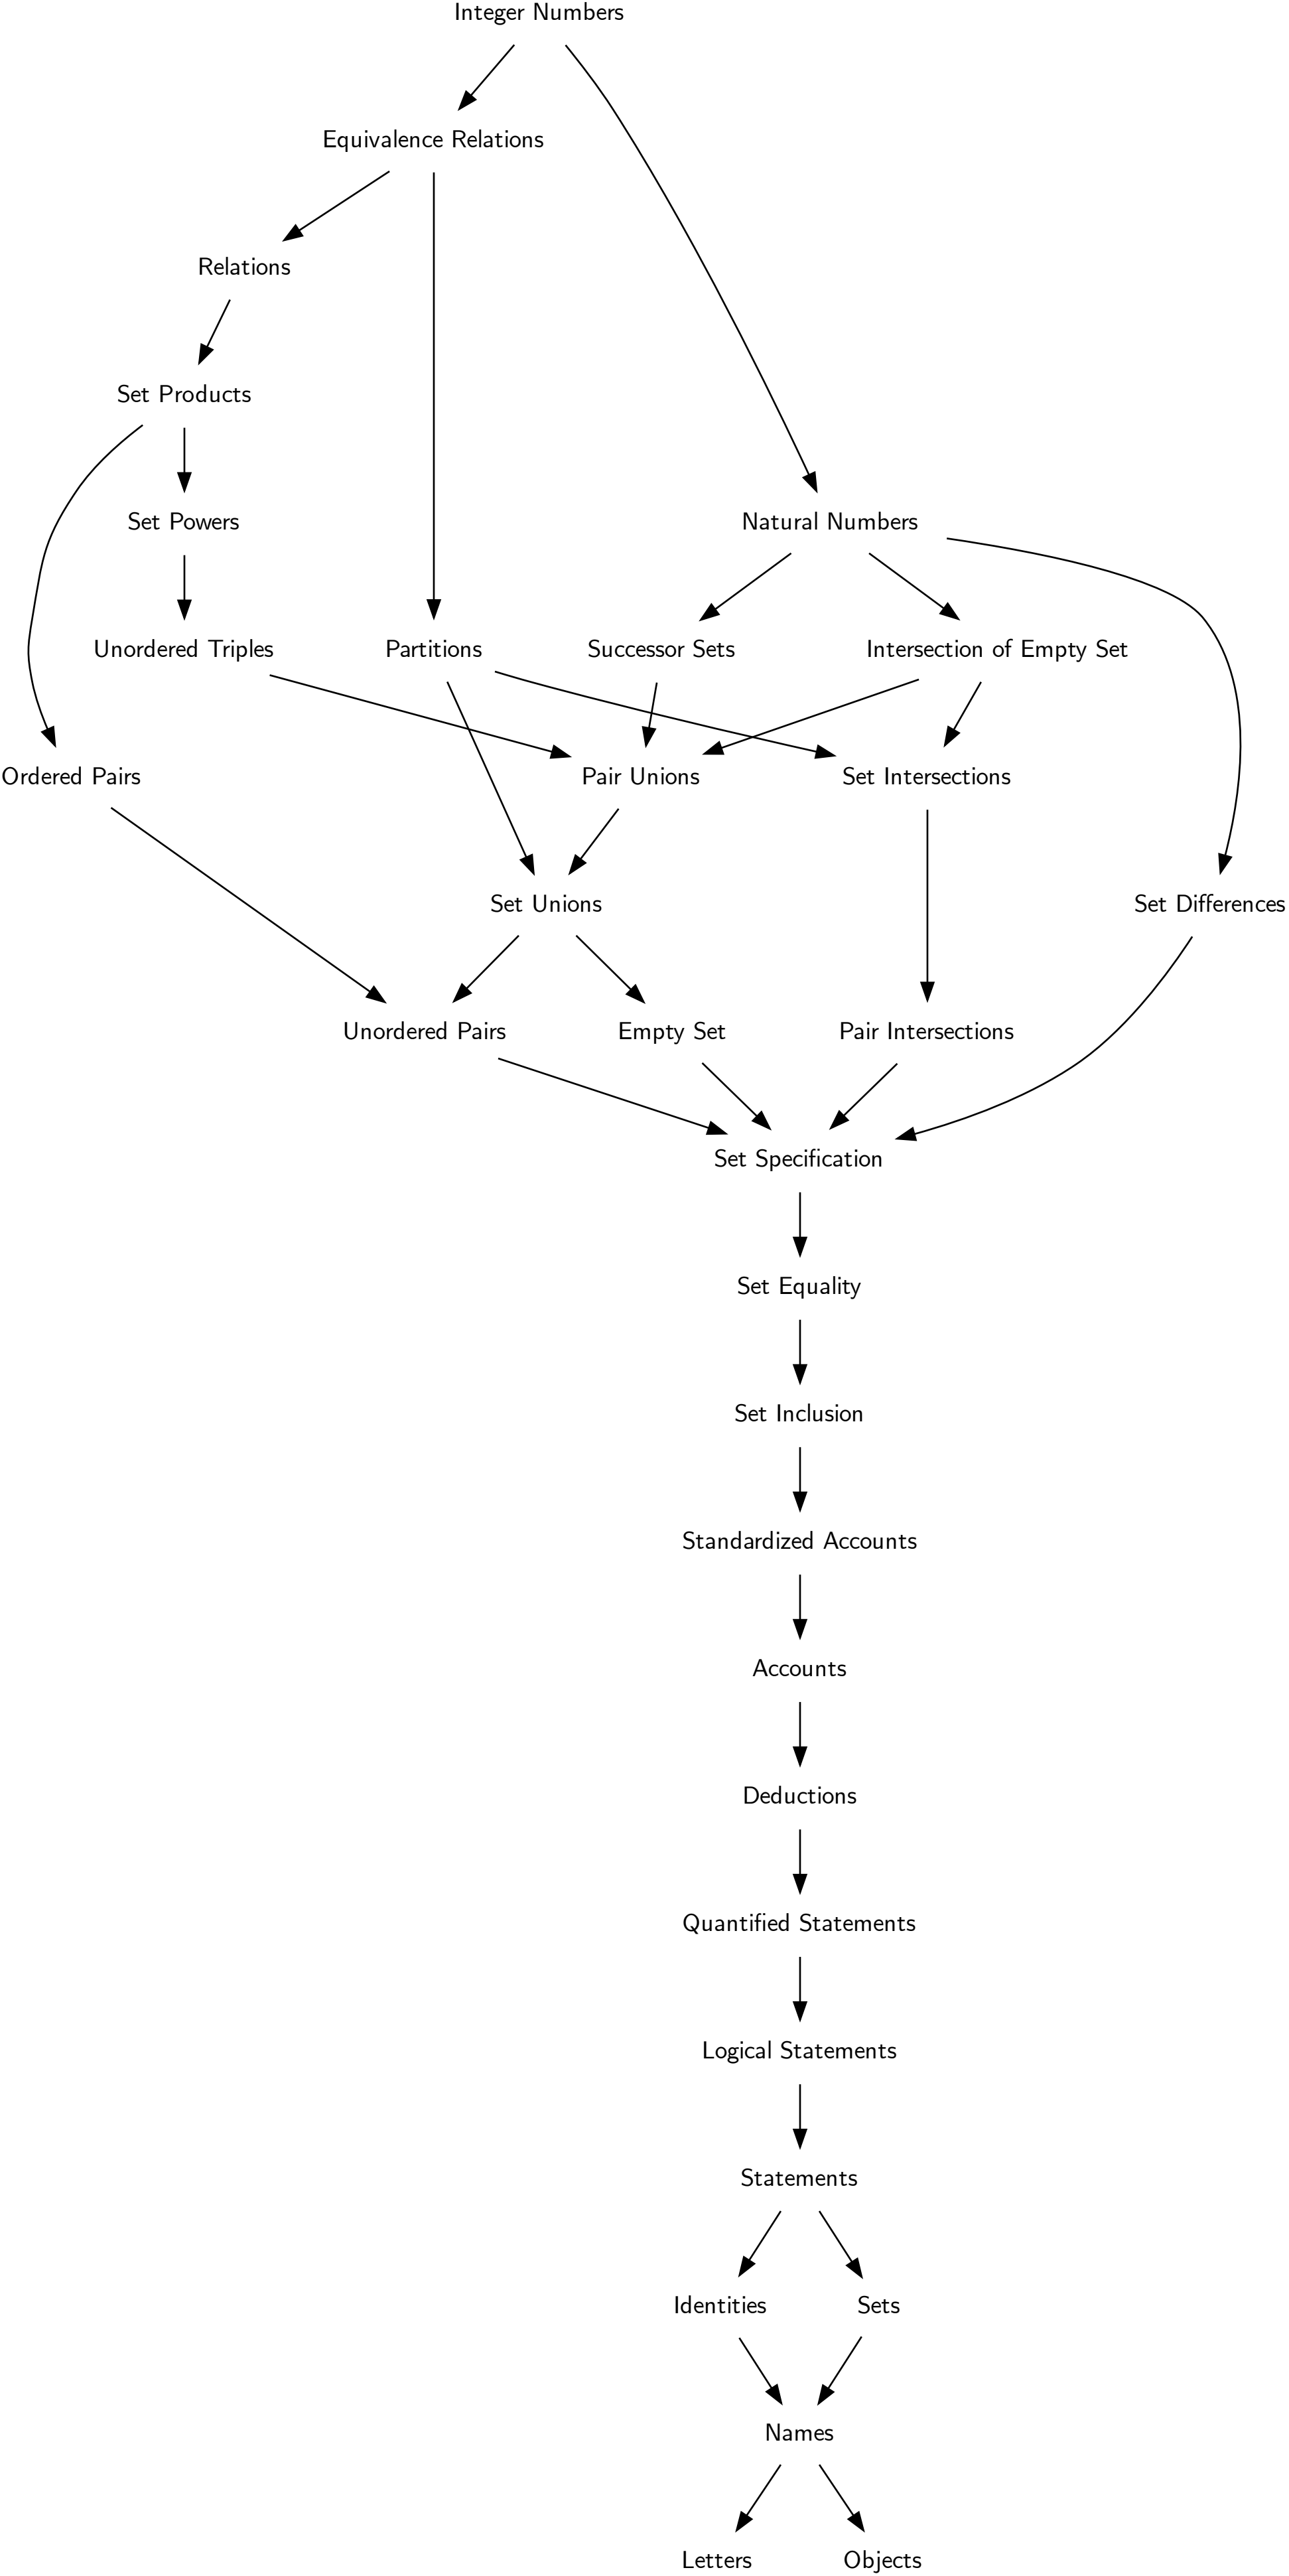 Integer Numbers
Equivalence Relations
Relations
Set Products
Set Powers
Natural Numbers
Unordered Triples
Partitions
Successor Sets
Intersection of Empty Set
Ordered Pairs
Pair Unions
Set Intersections
Set Unions
Set Differences
Unordered Pairs
Empty Set
Pair Intersections
Set Specification
Set Equality
Set Inclusion
Standardized Accounts
Accounts
Deductions
Quantified Statements
Logical Statements
Statements
Identities
Sets
Names
Letters
Objects